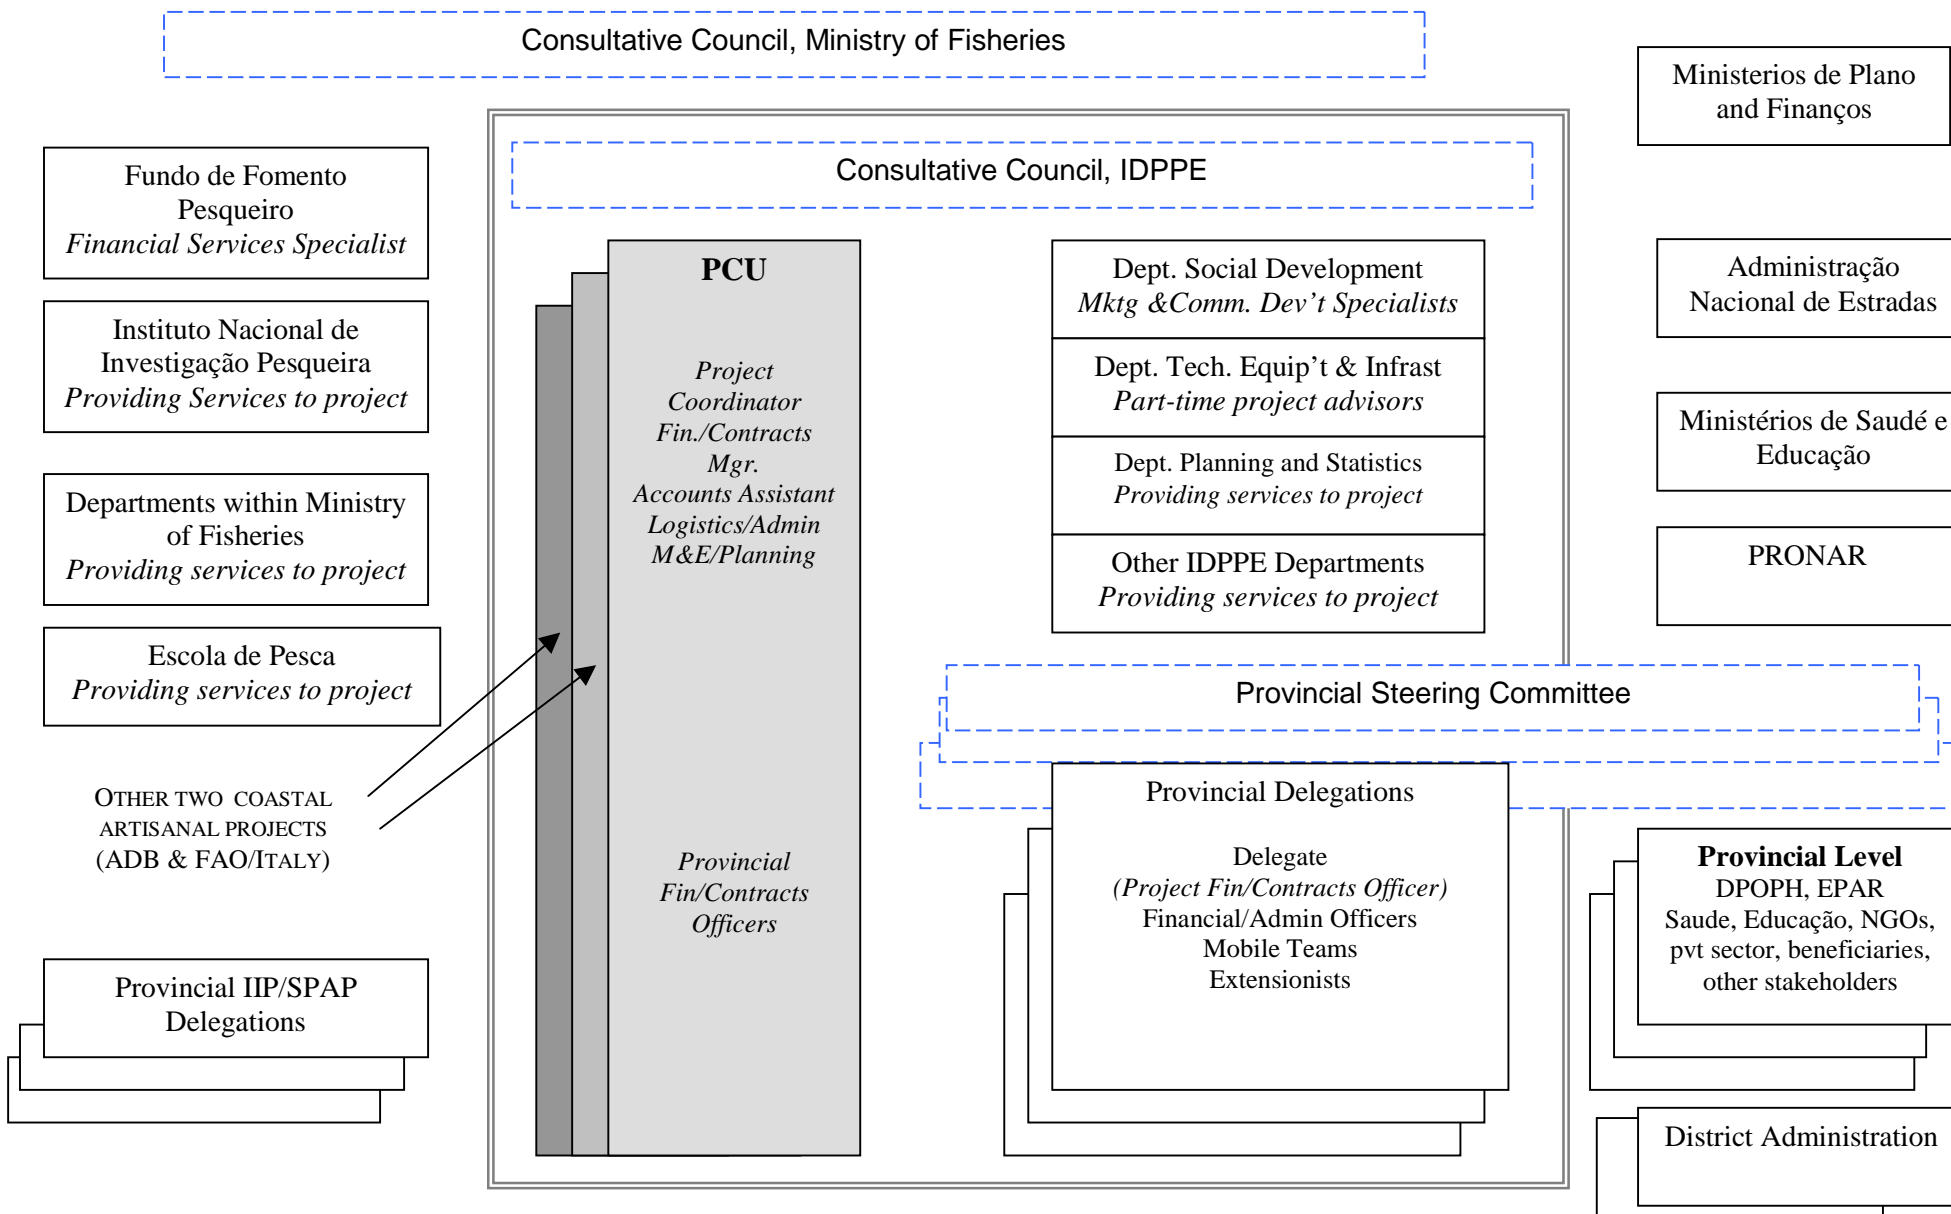 Consultative Council, Ministry of Fisheries
Ministerios de Plano
and Finanços
Fundo de Fomento
Pesqueiro
Financial Services Specialist
Instituto Nacional de
Investigação Pesqueira
Providing Services to project
Departments within Ministry
of Fisheries
Providing services to project
Escola de Pesca
Providing services to project
OTHER TWO COASTAL
ARTISANAL PROJECTS
(ADB & FAO/ITALY)
Provincial IIP/SPAP
Delegations
Consultative Council, IDPPE
PCU
Project
Coordinator
Fin./Contracts
Mgr.
Accounts Assistant
Logistics/Admin
M&E/Planning
Provincial
Fin/Contracts
Officers
Dept. Social Development
Mktg &Comm. Dev’t Specialists
Dept. Tech. Equip’t & Infrast
Part-time project advisors
Dept. Planning and Statistics
Providing services to project
Other IDPPE Departments
Providing services to project
Provincial Steering Committee
Provincial Delegations
Delegate
(Project Fin/Contracts Officer)
Financial/Admin Officers
Mobile Teams
Extensionists
Administração
Nacional de Estradas
Ministérios de Saudé e
Educação
PRONAR
Provincial Level
DPOPH, EPAR
Saude, Educação, NGOs,
pvt sector, beneficiaries,
other stakeholders
District Administration